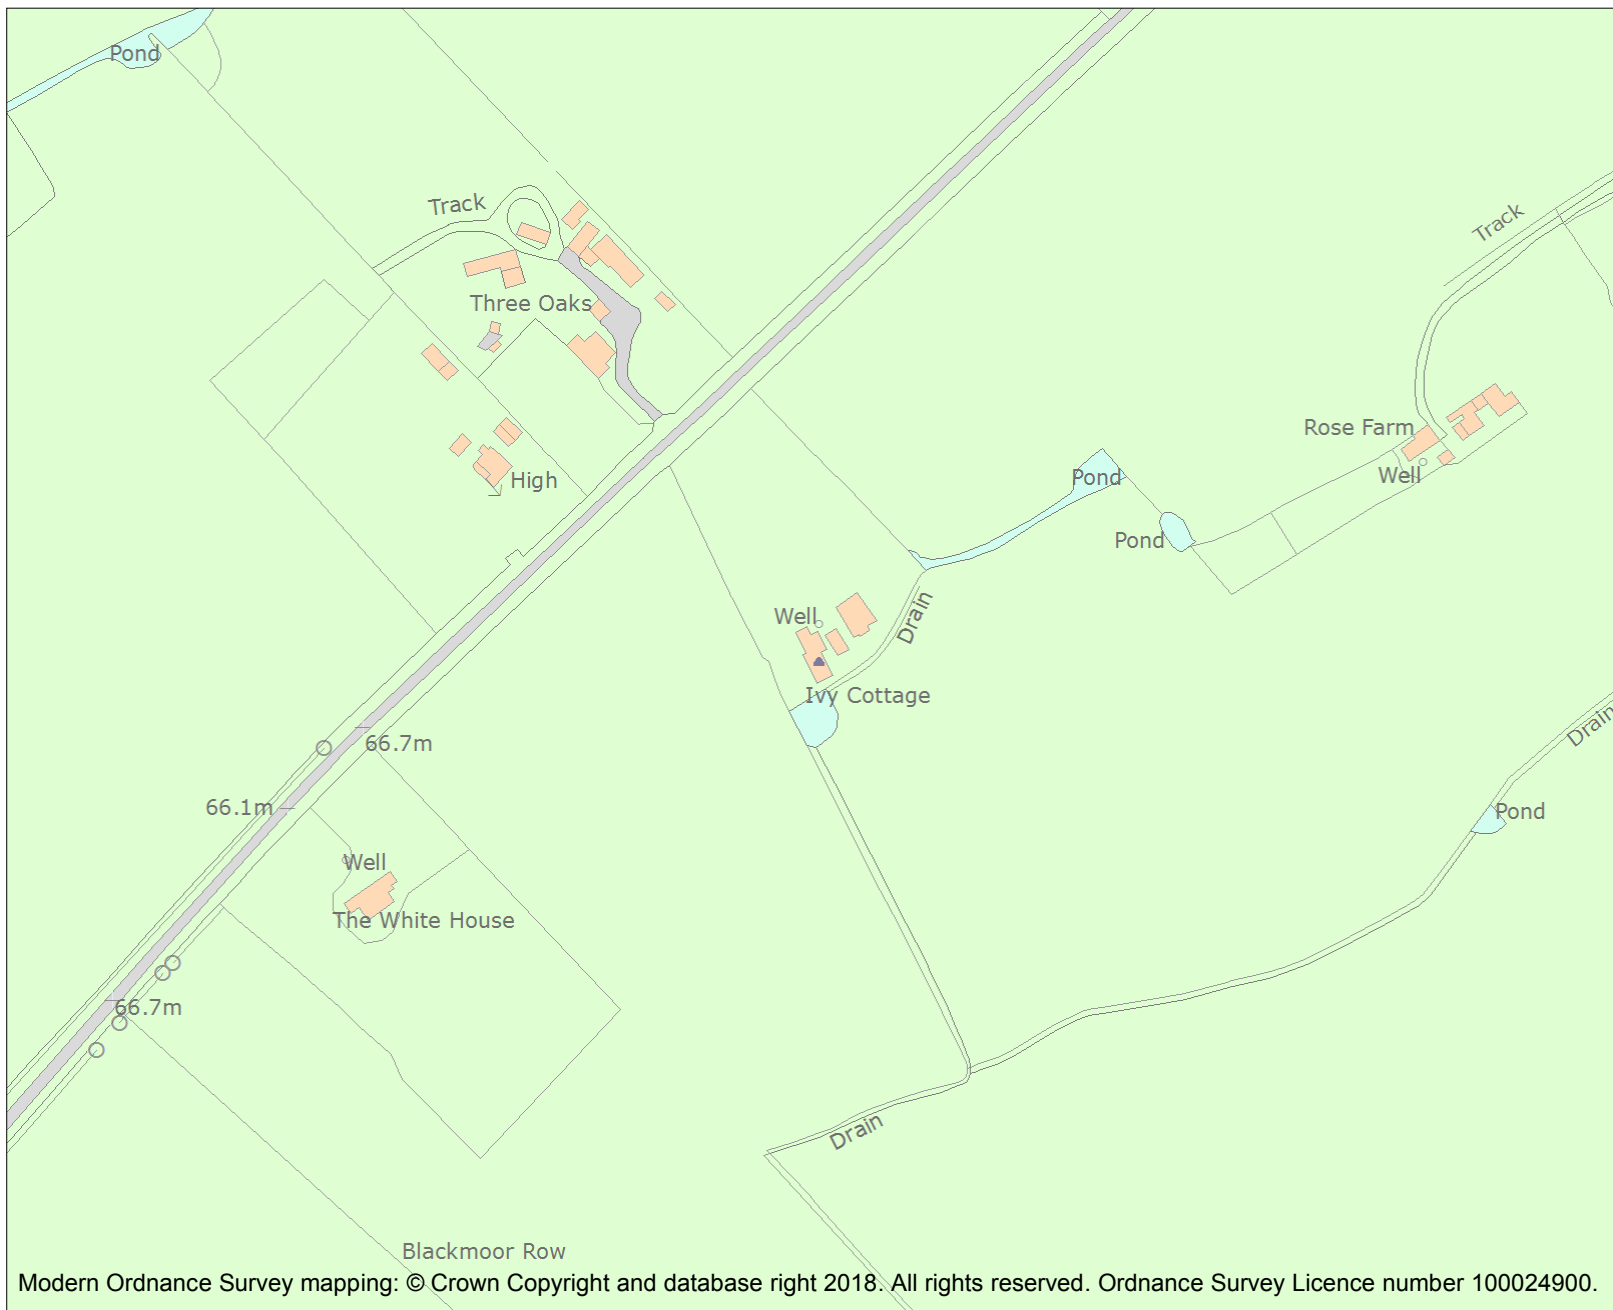 Pond
Track
Track
Three Oaks
Rose Farm
Well
High
Pond
Pond
Well
Drain
Ivy Cottage
Drain
66.7m
66.1m
Pond
Well
The White House
66.7m
Drain
Blackmoor Row
Modern Ordnance Survey mapping: © Crown Copyright and database right 2018. All rights reserved. Ordnance Survey Licence number 100024900.